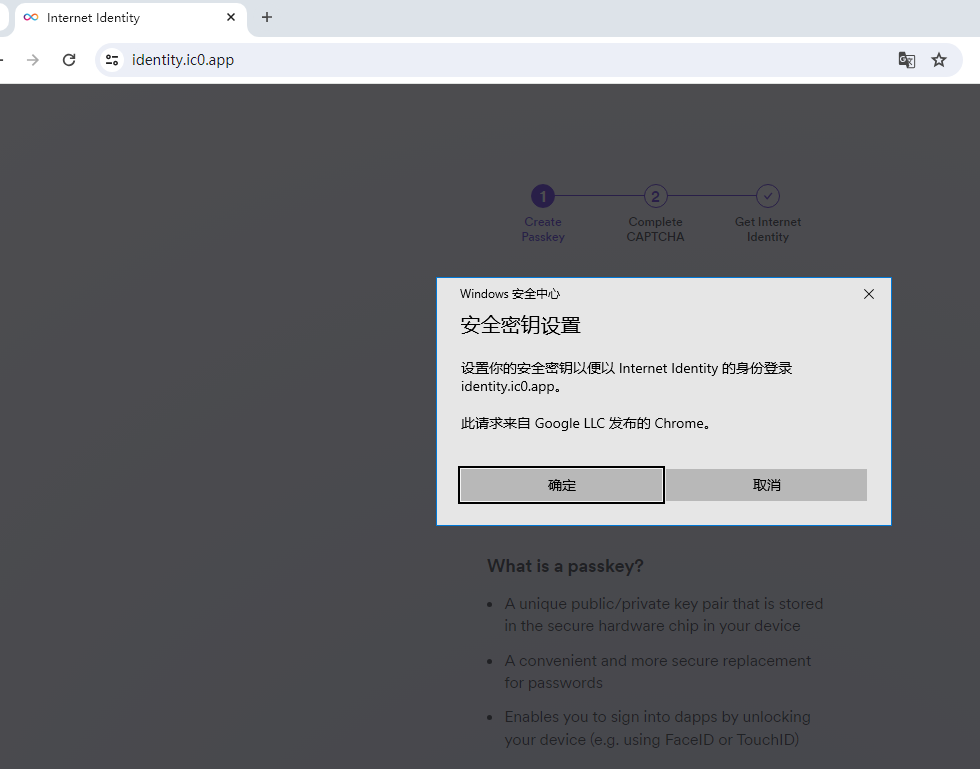 Internet Identity
identity.ic0.app
1
2
Create
Passkey
Complete
CAPTCHA
Get Internet
Identity
Windows 安全中心
安全密钥设置
设置你的安全密钥以便以 Internet Identity 的身份登录
identity.ic0.app。
此请求来自 Google LLC 发布的 Chrome。
确定
取消
What is a passkey?
• A unique public/private key pair that is stored
in the secure hardware chip in your device
• A convenient and more secure replacement
for passwords
• Enables you to sign into dapps by unlocking
your device (e.g. using FaceID or TouchID)